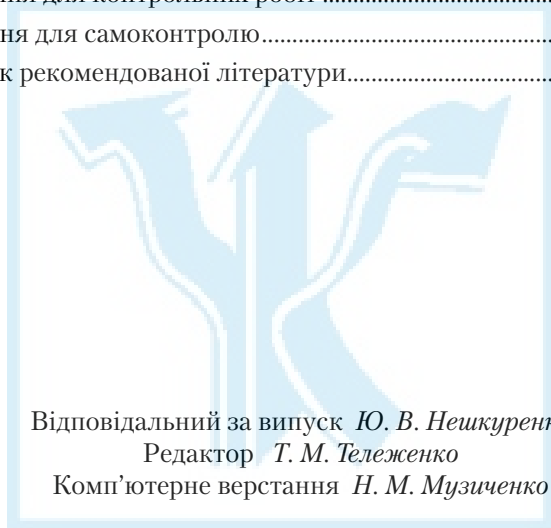 ня для контрольних робіт
ня для самоконтролю
к рекомендованої літератури
Відповідальний за випуск Ю. В. Нешкурен
Редактор Т. М. Тележенко
Комп’ютерне верстання Н. М. Музиченко